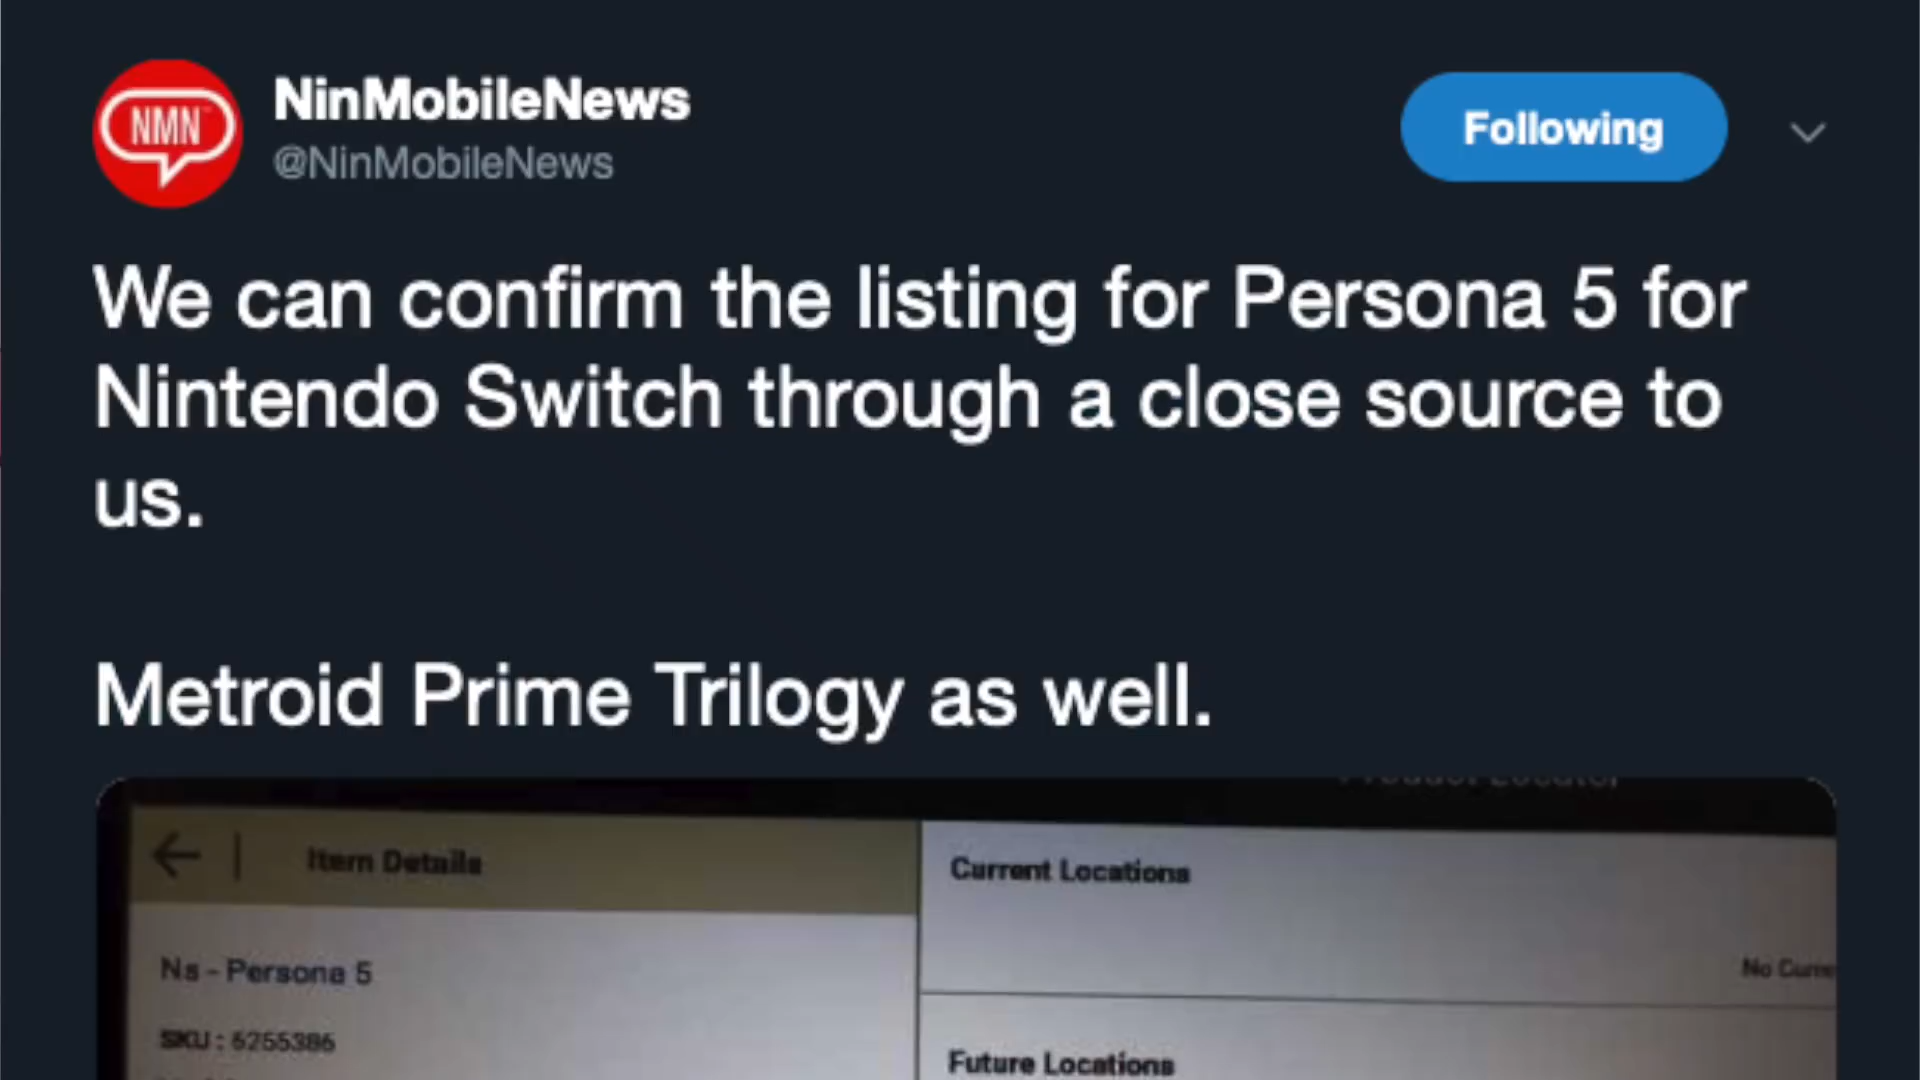 NMN
NinMobileNews
@NinMobileNews
Following
We can confirm the listing for Persona 5 for
Nintendo Switch through a close source to
us.
Metroid Prime Trilogy as well.
Item Details
Ns - Persona 5
SKU : 6255386
Current Locations
No
Future Locations